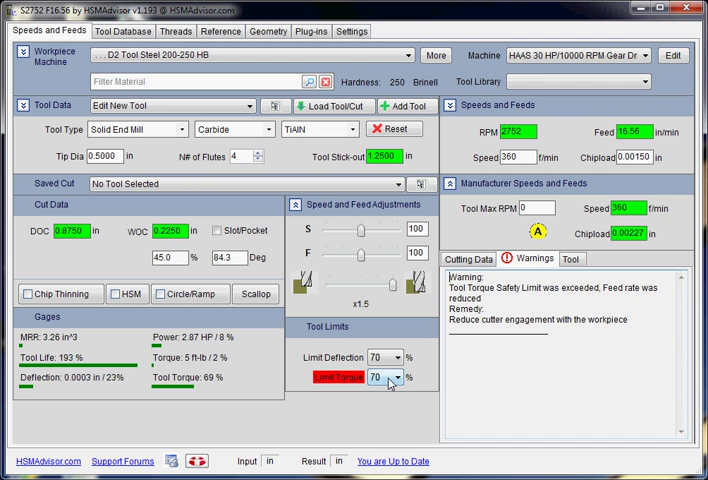 S2752 F16.56 by HSMAdvisor v1.193 @ HSMAdvisor.com
Speeds and Feeds Tool Database Threads Reference Geometry Plug-ins Settings
Workpiece Machine
. . . D2 Tool Steel 200-250 HB
More
Machine HAAS 30 HP/10000 RPM Gear Dr Edit
Filter Material
Hardness: 250 Brinell
Tool Library
Tool Data Edit New Tool Load Tool/Cut Add Tool
Tool Type Solid End Mill Carbide TiAlN Reset
Tip Dia 0.5000 in N# of Flutes 4 Tool Stick-out 1.2500 in
Speeds and Feeds
RPM 2752 Feed 16.56 in/min
Speed 360 f/min Chipload 0.00150 in
Saved Cut No Tool Selected
Manufacturer Speeds and Feeds
Tool Max RPM 0 Speed 360 f/min
A Chipload 0.00227 in
Cut Data
DOC 0.8750 in WOC 0.2250 in Slot/Pocket
45.0 % 84.3 Deg
Chip Thinning HSM Circle/Ramp Scallop
Speed and Feed Adjustments
S 100
F 100
x1.5
Gages
MRR: 3.26 in^3 Power: 2.87 HP / 8 %
Tool Life: 193 % Torque: 5 ft-lb / 2 %
Deflection: 0.0003 in / 23% Tool Torque: 69 %
Tool Limits
Limit Deflection 70 %
Limit Torque 70 %
Cutting Data Warnings Tool
Warning:
Tool Torque Safety Limit was exceeded, Feed rate was
reduced
Remedy:
Reduce cutter engagement with the workpiece
HSMAdvisor.com Support Forums Input in Result in You are Up to Date